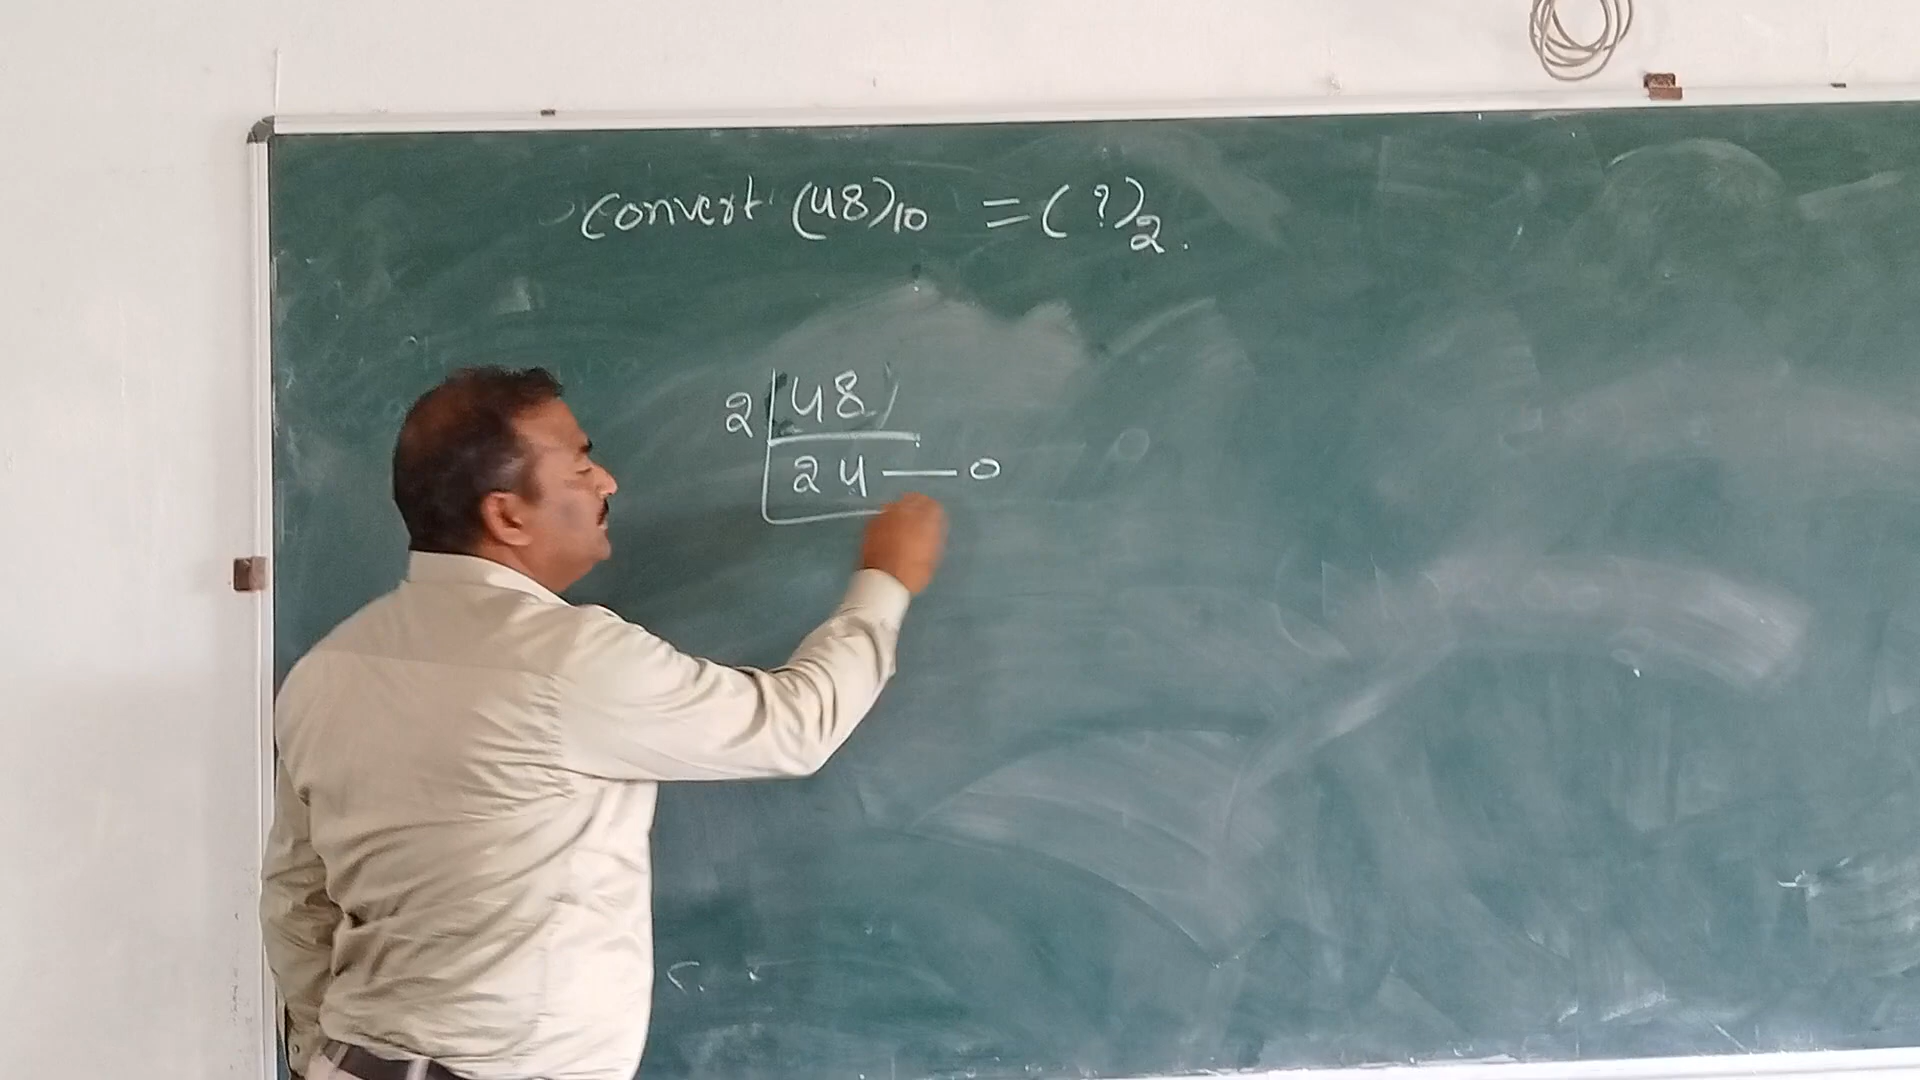 Convert (48)10 = (?)2.
2 48
24 — 0